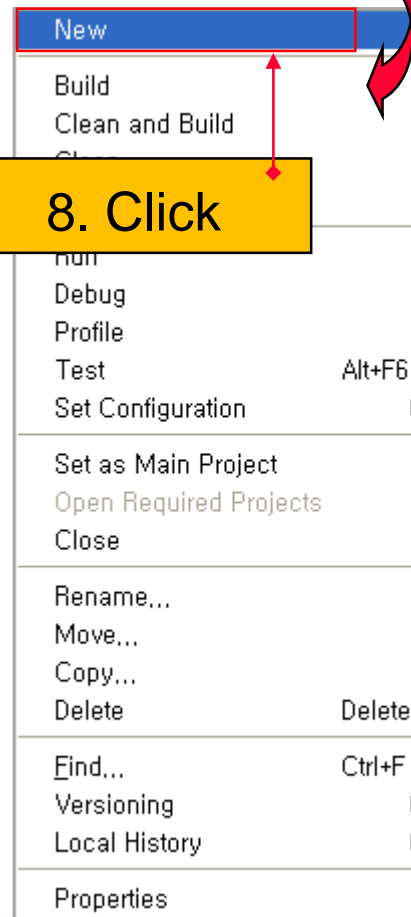 New
Build
Clean and Build
8. Click
Run
Debug
Profile
Test Alt+F6
Set Configuration
Set as Main Project
Open Required Projects
Close
Rename...
Move...
Copy...
Delete Delete
Find... Ctrl+F
Versioning
Local History
Properties